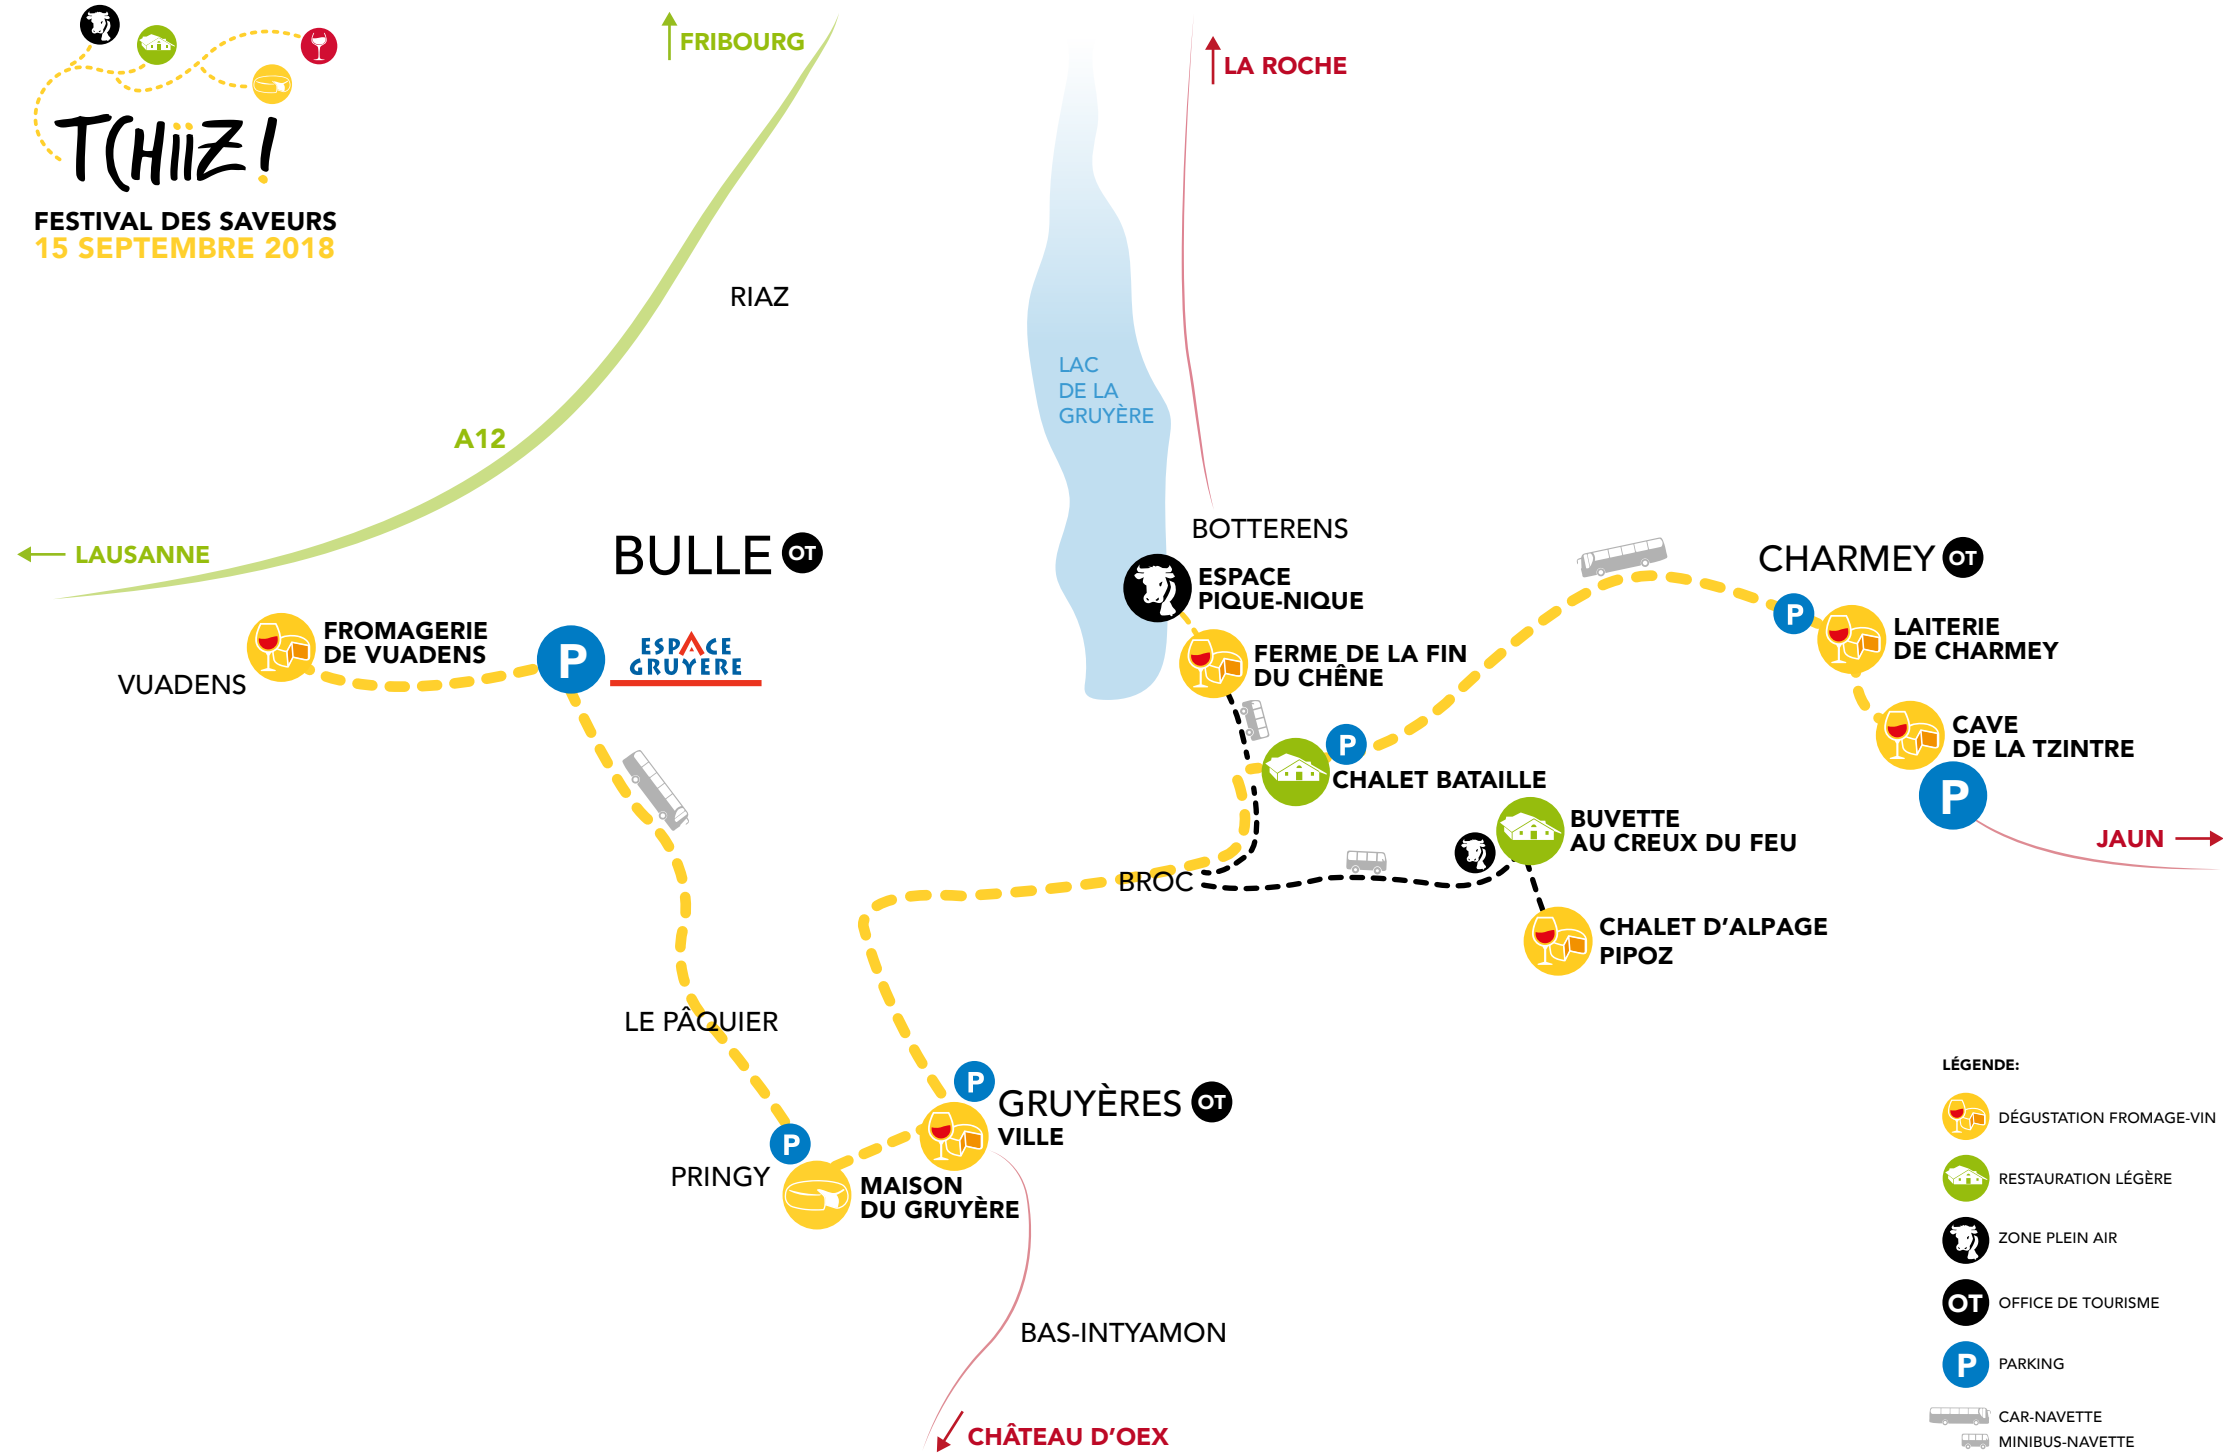 TCHiiZ!
FESTIVAL DES SAVEURS
15 SEPTEMBRE 2018
FRIBOURG
LA ROCHE
RIAZ
LAC
DE LA
GRUYÈRE
A12
LAUSANNE
BULLE OT
BOTTERENS
ESPACE
PIQUE-NIQUE
CHARMEY OT
FROMAGERIE
DE VUADENS
VUADENS
P
ESPACE
GRUYERE
FERME DE LA FIN
DU CHÊNE
P
LAITERIE
DE CHARMEY
P
CHALET BATAILLE
CAVE
DE LA TZINTRE
P
BUVETTE
AU CREUX DU FEU
JAUN
BROC
CHALET D'ALPAGE
PIPOZ
LE PÂQUIER
P
GRUYÈRES OT
VILLE
P
PRINGY
MAISON
DU GRUYÈRE
BAS-INTYAMON
CHÂTEAU D'OEX
LÉGENDE:
DÉGUSTATION FROMAGE-VIN
RESTAURATION LÉGÈRE
ZONE PLEIN AIR
OT OFFICE DE TOURISME
P PARKING
CAR-NAVETTE
MINIBUS-NAVETTE